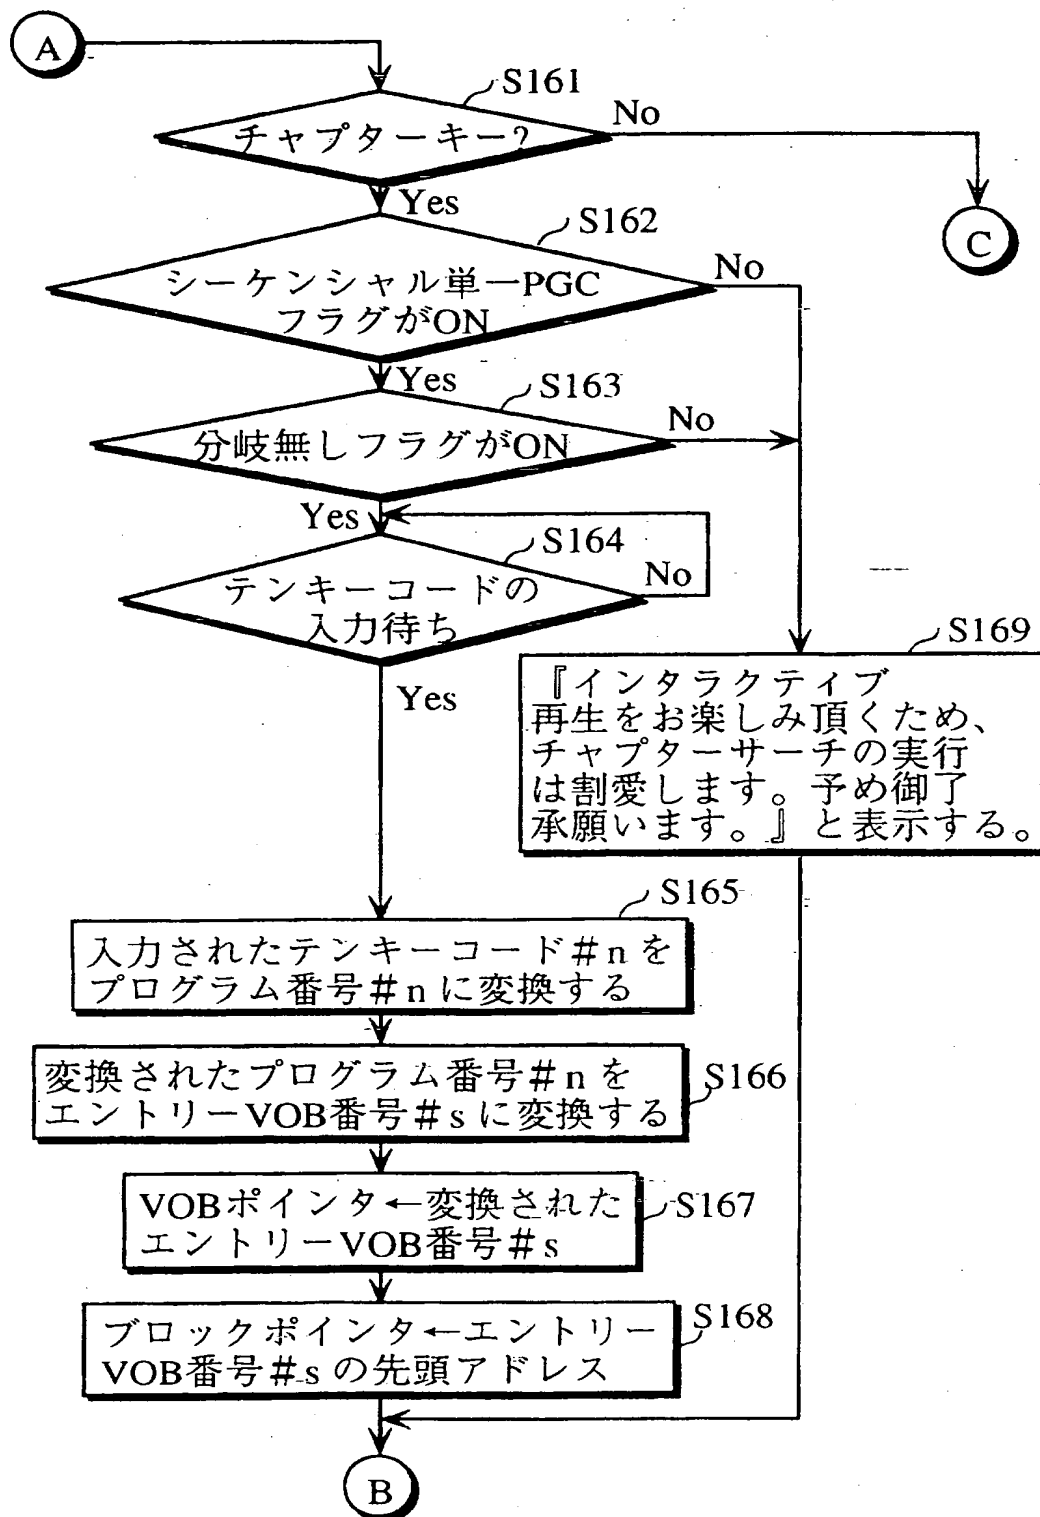 A
S161
チャプターキー?
No
Yes
C
S162
シーケンシャル単一PGC
フラグがON
No
Yes
S163
分岐無しフラグがON
No
Yes
S164
テンキーコードの
入力待ち
No
Yes
S169
『インタラクティブ
再生をお楽しみ頂くため、
チャプターサーチの実行
は割愛します。予め御了
承願います。』と表示する。
S165
入力されたテンキーコード#nを
プログラム番号#nに変換する
S166
変換されたプログラム番号#nを
エントリーVOB番号#sに変換する
S167
VOBポインタ←変換された
エントリーVOB番号#s
S168
ブロックポインタ←エントリー
VOB番号#sの先頭アドレス
B